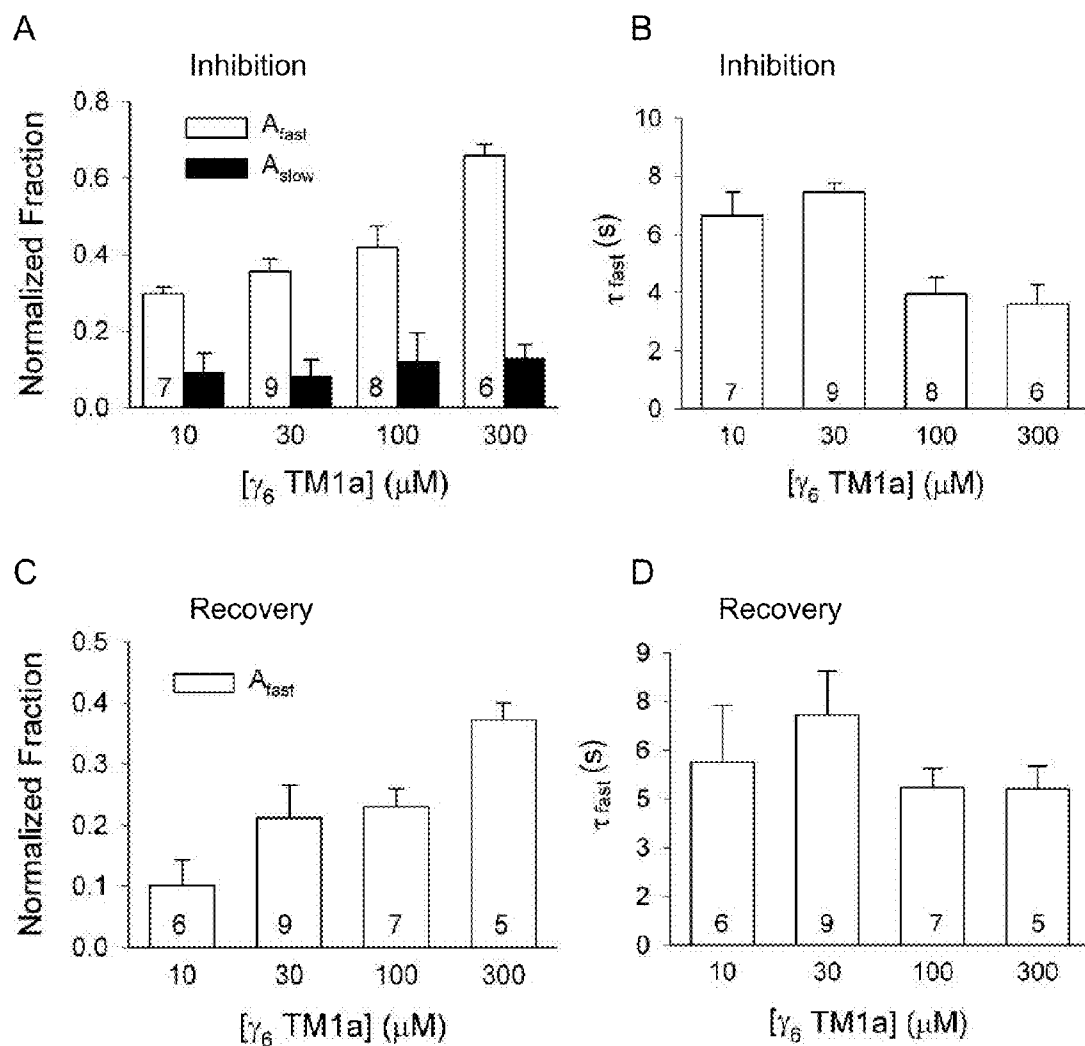 A
Inhibition
Normalized Fraction
0.8
0.6
0.4
0.2
0.0
A_fast
A_slow
7
9
8
6
10
30
100
300
[γ6 TM1a] (μM)
B
Inhibition
τ fast (s)
10
8
6
4
2
0
7
9
8
6
10
30
100
300
[γ6 TM1a] (μM)
C
Recovery
Normalized Fraction
0.5
0.4
0.3
0.2
0.1
0.0
A_fast
6
9
7
5
10
30
100
300
[γ6 TM1a] (μM)
D
Recovery
τ fast (s)
9
8
6
5
3
2
0
6
9
7
5
10
30
100
300
[γ6 TM1a] (μM)